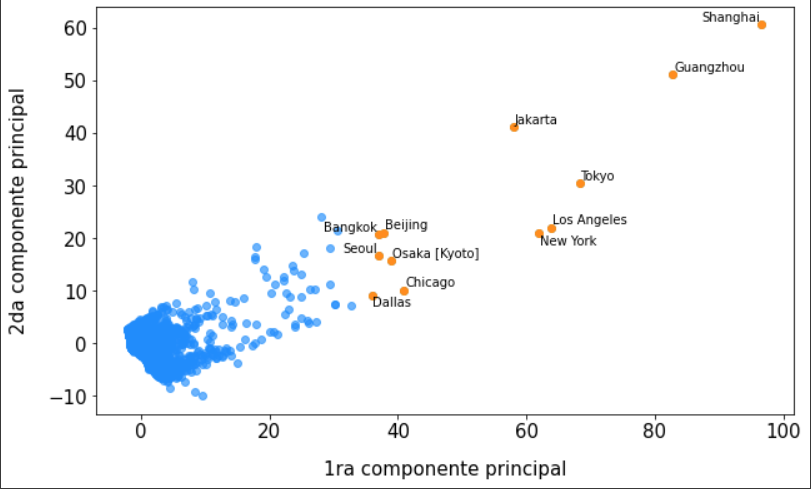 60
50
40
30
20
10
0
−10
2da componente principal
Shanghai
Guangzhou
Jakarta
Tokyo
Los Angeles
New York
Bangkok
Beijing
Seoul
Osaka [Kyoto]
Chicago
Dallas
0 20 40 60 80 100
1ra componente principal